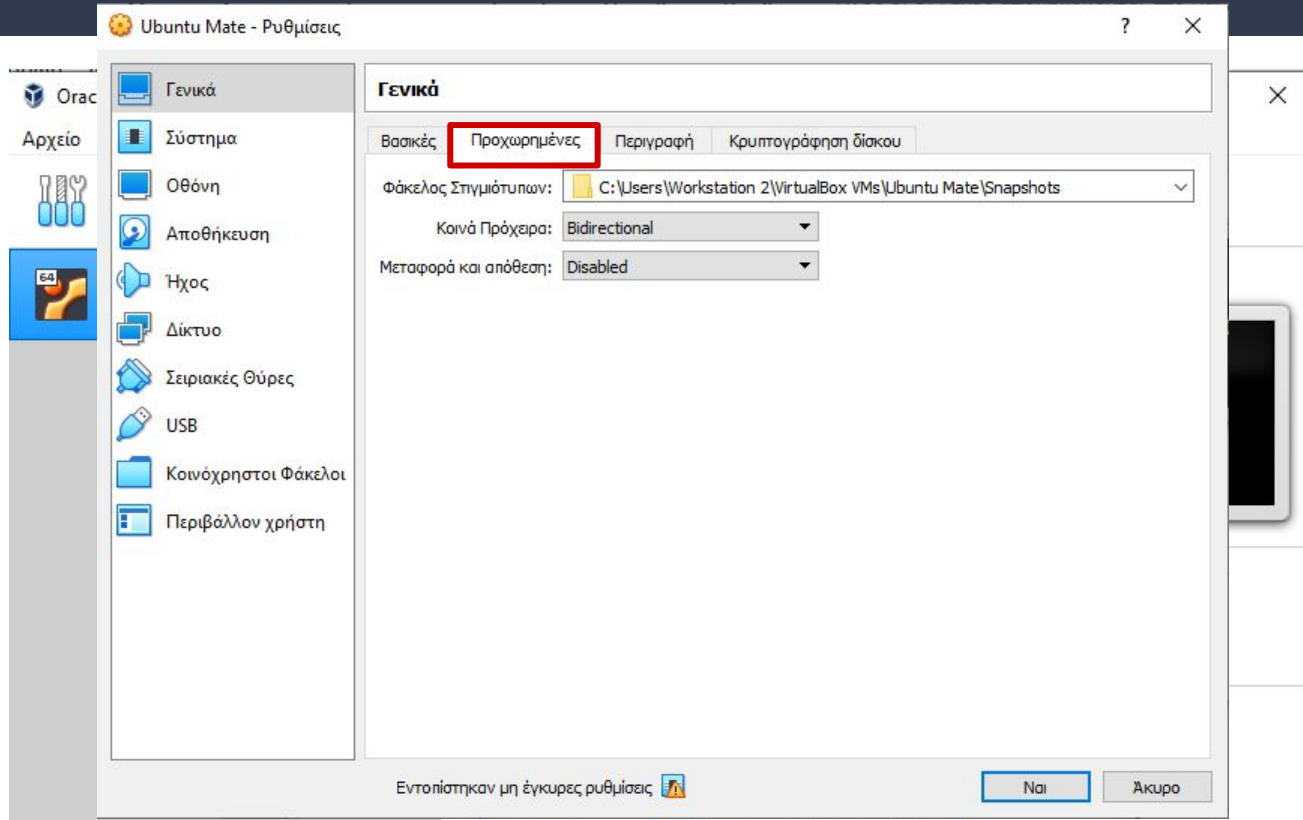 Ubuntu Mate - Ρυθμίσεις
?
Orac
Αρχείο
64
Γενικά
Σύστημα
Οθόνη
Αποθήκευση
Ήχος
Δίκτυο
Σειριακές Θύρες
USB
Κοινόχρηστοι Φάκελοι
Περιβάλλον χρήστη
Γενικά
Βασικές Προχωρημένες Περιγραφή Κρυπτογράφηση δίσκου
Φάκελος Στιγμιότυπων: C:\Users\Workstation 2\VirtualBox VMs\Ubuntu Mate\Snapshots
Κοινά Πρόχειρα: Bidirectional
Μεταφορά και απόθεση: Disabled
Εντοπίστηκαν μη έγκυρες ρυθμίσεις
Ναι Άκυρο